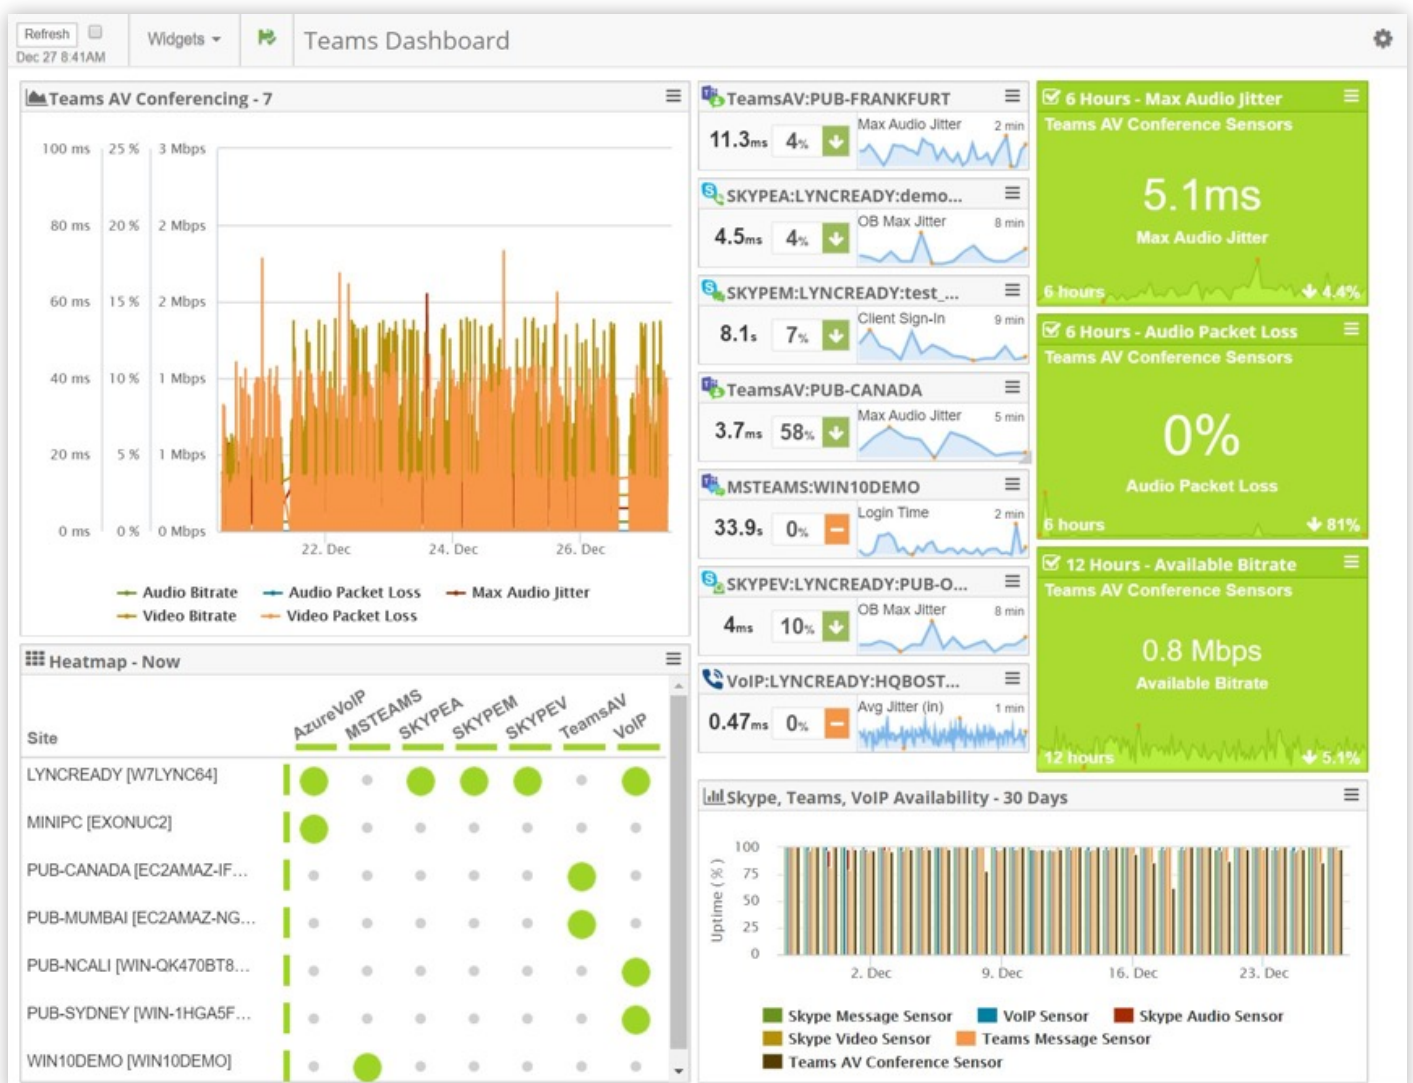 Refresh
Dec 27 8:41AM
Widgets
Teams Dashboard
Teams AV Conferencing - 7
100 ms 25 % 3 Mbps
80 ms 20 % 2 Mbps
60 ms 15 % 2 Mbps
40 ms 10 % 1 Mbps
20 ms 5 % 1 Mbps
0 ms 0 % 0 Mbps
22. Dec 24. Dec 26. Dec
Audio Bitrate Audio Packet Loss Max Audio Jitter
Video Bitrate Video Packet Loss
Heatmap - Now
Site AzureVoIP MSTEAMS SKYPEA SKYPEM SKYPEV TeamsAV VoIP
LYNCREADY [W7LYNC64]
MINIPC [EXONUC2]
PUB-CANADA [EC2AMAZ-IF...
PUB-MUMBAI [EC2AMAZ-NG...
PUB-NCALI [WIN-QK470BT8...
PUB-SYDNEY [WIN-1HGA5F...
WIN10DEMO [WIN10DEMO]
TeamsAV:PUB-FRANKFURT
11.3ms 4% Max Audio Jitter 2 min
SKYPEA:LYNCREADY:demo...
4.5ms 4% OB Max Jitter 8 min
SKYPEM:LYNCREADY:test_...
8.1s 7% Client Sign-In 9 min
TeamsAV:PUB-CANADA
3.7ms 58% Max Audio Jitter 5 min
MSTEAMS:WIN10DEMO
33.9s 0% Login Time 2 min
SKYPEV:LYNCREADY:PUB-O...
4ms 10% OB Max Jitter 8 min
VoIP:LYNCREADY:HQBOST...
0.47ms 0% Avg Jitter (in) 1 min
6 Hours - Max Audio Jitter
Teams AV Conference Sensors
5.1ms
Max Audio Jitter
6 hours 4.4%
6 Hours - Audio Packet Loss
Teams AV Conference Sensors
0%
Audio Packet Loss
6 hours 81%
12 Hours - Available Bitrate
Teams AV Conference Sensors
0.8 Mbps
Available Bitrate
12 hours 5.1%
Skype, Teams, VoIP Availability - 30 Days
Uptime (%)
100
75
50
25
0
2. Dec 9. Dec 16. Dec 23. Dec
Skype Message Sensor VoIP Sensor Skype Audio Sensor
Skype Video Sensor Teams Message Sensor
Teams AV Conference Sensor